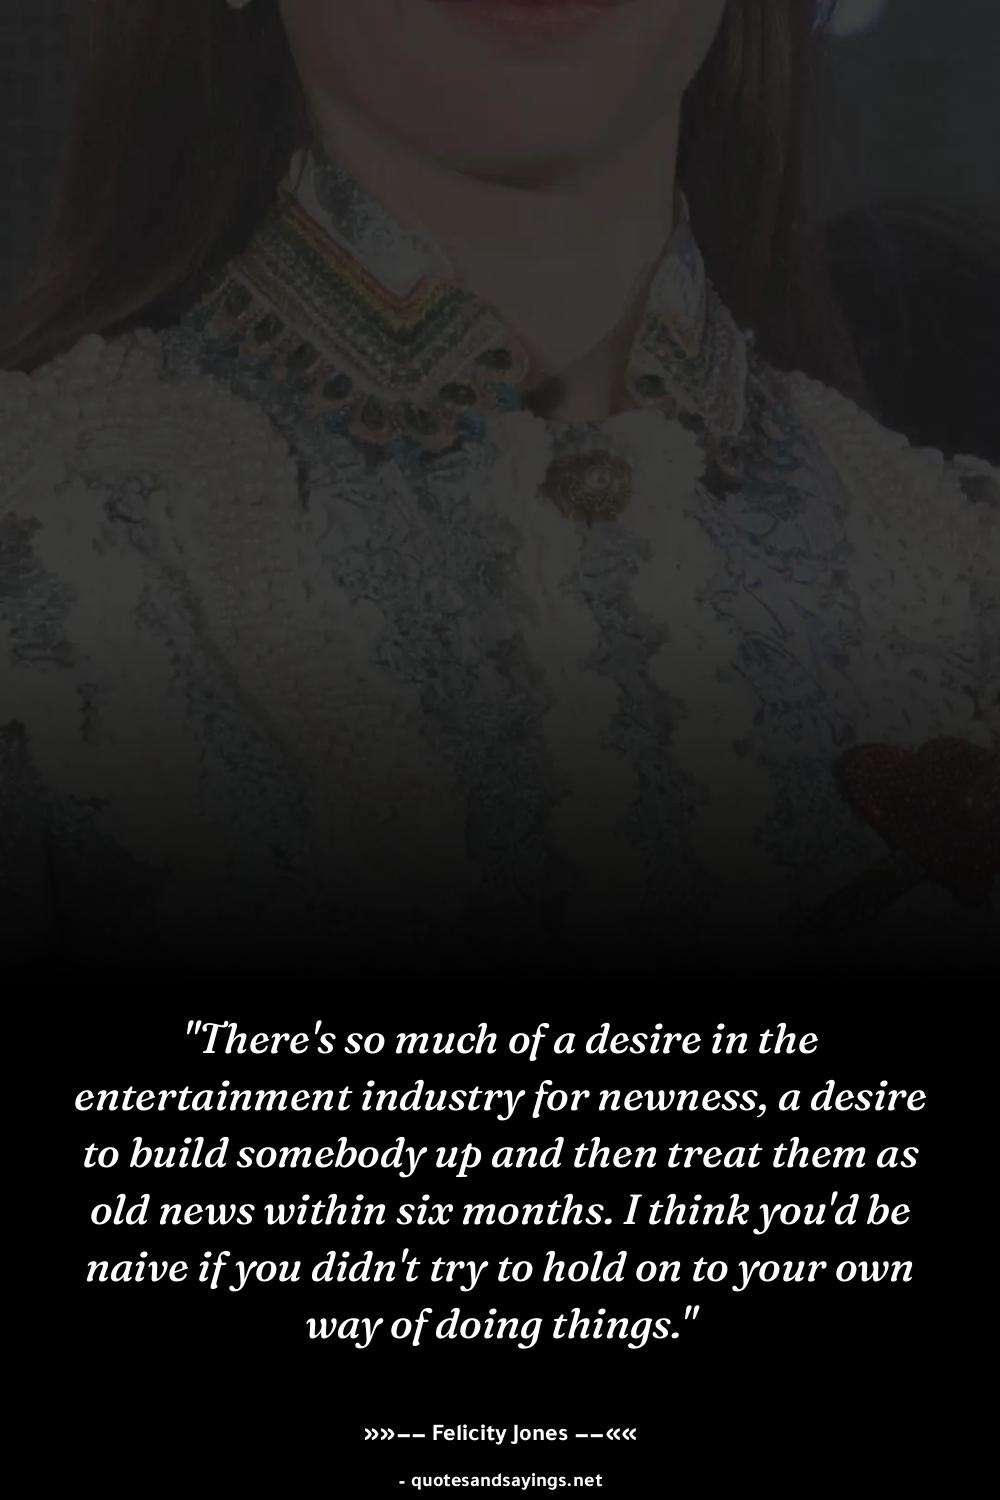 "There's so much of a desire in the
entertainment industry for newness, a desire
to build somebody up and then treat them as
old news within six months. I think you'd be
naive if you didn't try to hold on to your own
way of doing things."
»»–– Felicity Jones ––««
- quotesandsayings.net